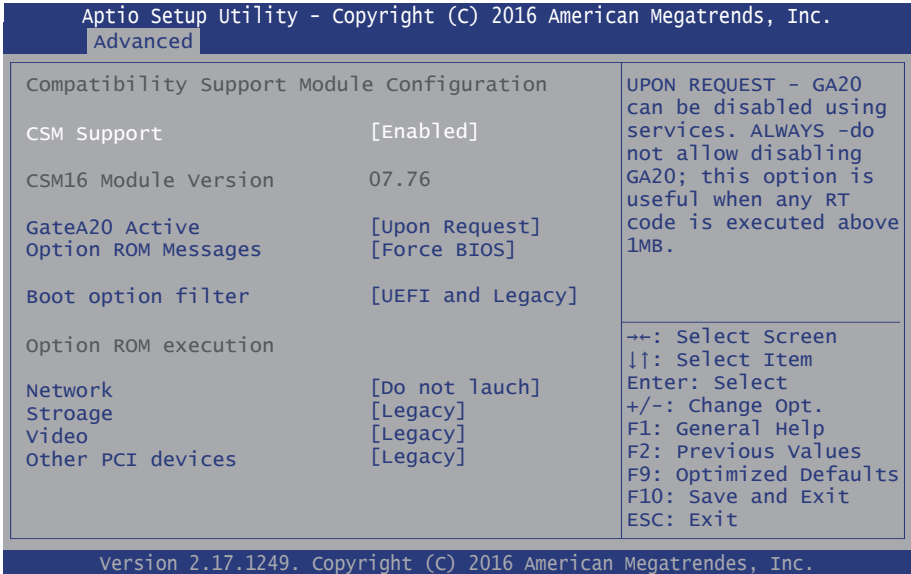 Aptio Setup Utility - Copyright (C) 2016 American Megatrends, Inc.
Advanced
Compatibility Support Module Configuration
CSM Support [Enabled]
CSM16 Module Version 07.76
GateA20 Active [Upon Request]
Option ROM Messages [Force BIOS]
Boot option filter [UEFI and Legacy]
Option ROM execution
Network [Do not lauch]
Stroage [Legacy]
Video [Legacy]
Other PCI devices [Legacy]
UPON REQUEST - GA20
can be disabled using
services. ALWAYS -do
not allow disabling
GA20; this option is
useful when any RT
code is executed above
1MB.
→←: Select Screen
↓↑: Select Item
Enter: Select
+/-: Change Opt.
F1: General Help
F2: Previous Values
F9: Optimized Defaults
F10: Save and Exit
ESC: Exit
Version 2.17.1249. Copyright (C) 2016 American Megatrendes, Inc.